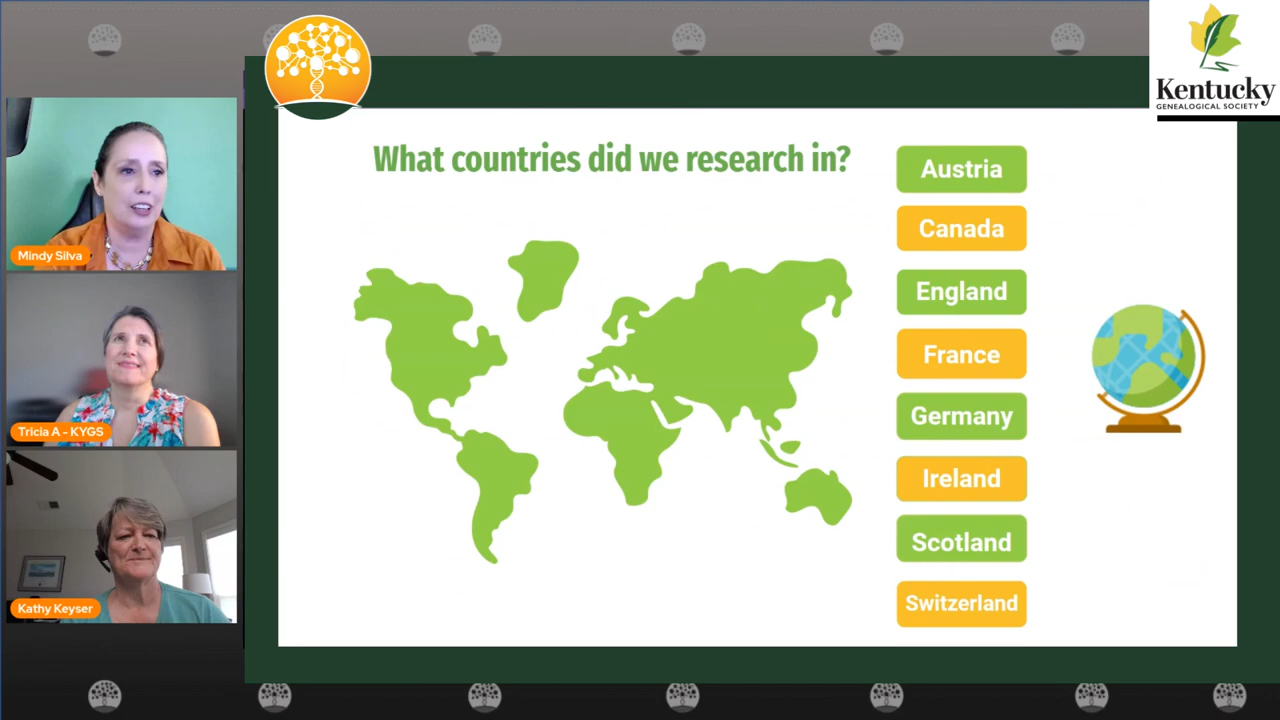 Kentucky
GENEALOGICAL SOCIETY
What countries did we research in?
Austria
Canada
England
France
Germany
Ireland
Scotland
Switzerland
Mindy Silva
Tricia A - KYGS
Kathy Keyser